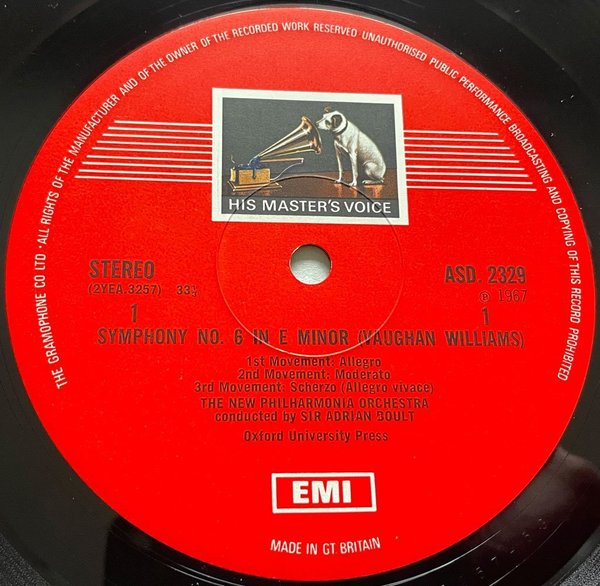 THE GRAMOPHONE CO LTD · ALL RIGHTS OF THE MANUFACTURER AND OF THE OWNER OF THE RECORDED WORK RESERVED UNAUTHORISED PUBLIC PERFORMANCE BROADCASTING AND COPYING OF THIS RECORD PROHIBITED
HIS MASTER'S VOICE
STEREO
ASD. 2329
(2YEA.3257) 33⅓
℗ 1967
1
1
SYMPHONY NO. 6 IN E MINOR (VAUGHAN WILLIAMS)
1st Movement: Allegro
2nd Movement: Moderato
3rd Movement: Scherzo (Allegro vivace)
THE NEW PHILHARMONIA ORCHESTRA
conducted by SIR ADRIAN BOULT
Oxford University Press
EMI
MADE IN GT BRITAIN